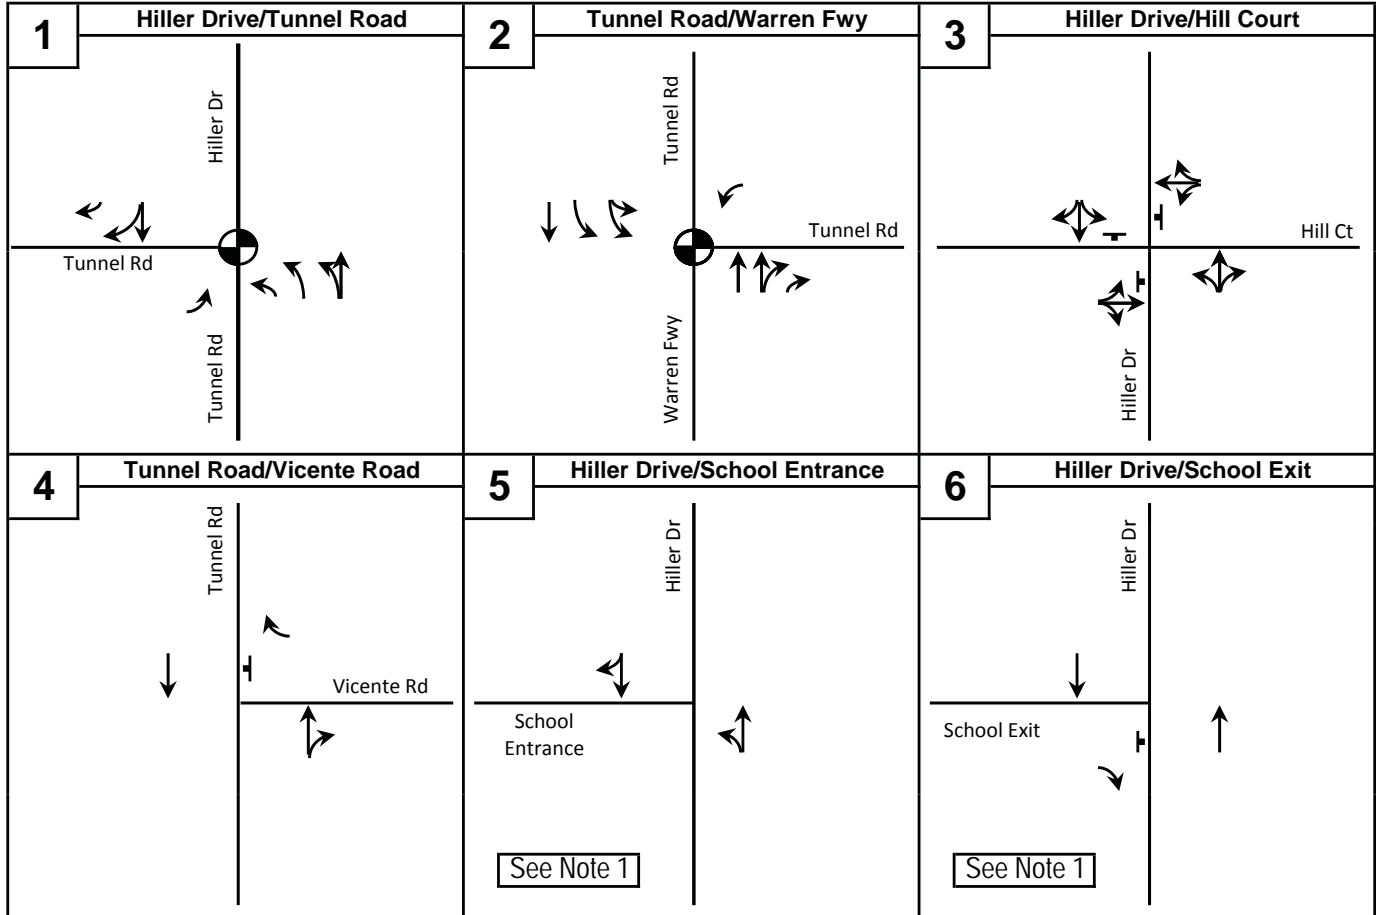 1
Hiller Drive/Tunnel Road
Hiller Dr
Tunnel Rd
Tunnel Rd
2
Tunnel Road/Warren Fwy
Tunnel Rd
Tunnel Rd
Warren Fwy
3
Hiller Drive/Hill Court
Hill Ct
Hiller Dr
4
Tunnel Road/Vicente Road
Tunnel Rd
Vicente Rd
5
Hiller Drive/School Entrance
Hiller Dr
School
Entrance
See Note 1
6
Hiller Drive/School Exit
Hiller Dr
School Exit
See Note 1